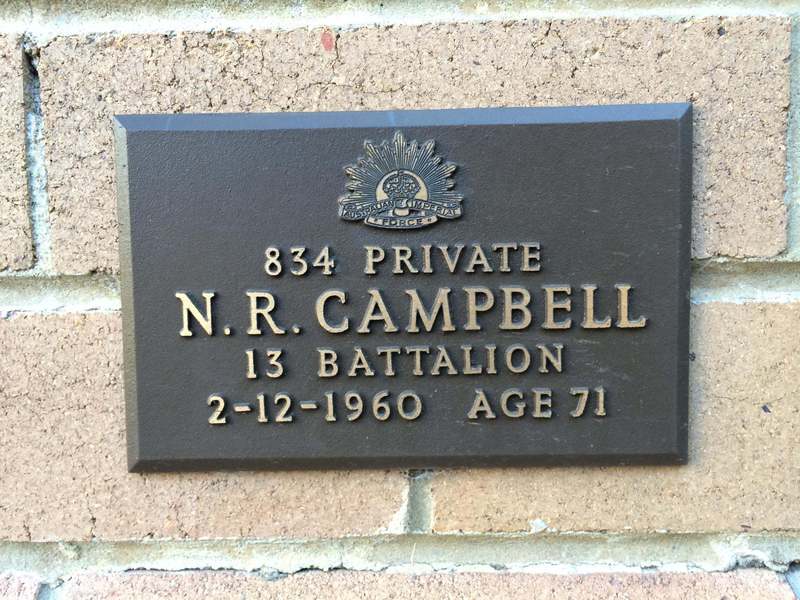 AUSTRALIAN IMPERIAL
FORCE
834 PRIVATE
N.R. CAMPBELL
13 BATTALION
2-12-1960 AGE 71